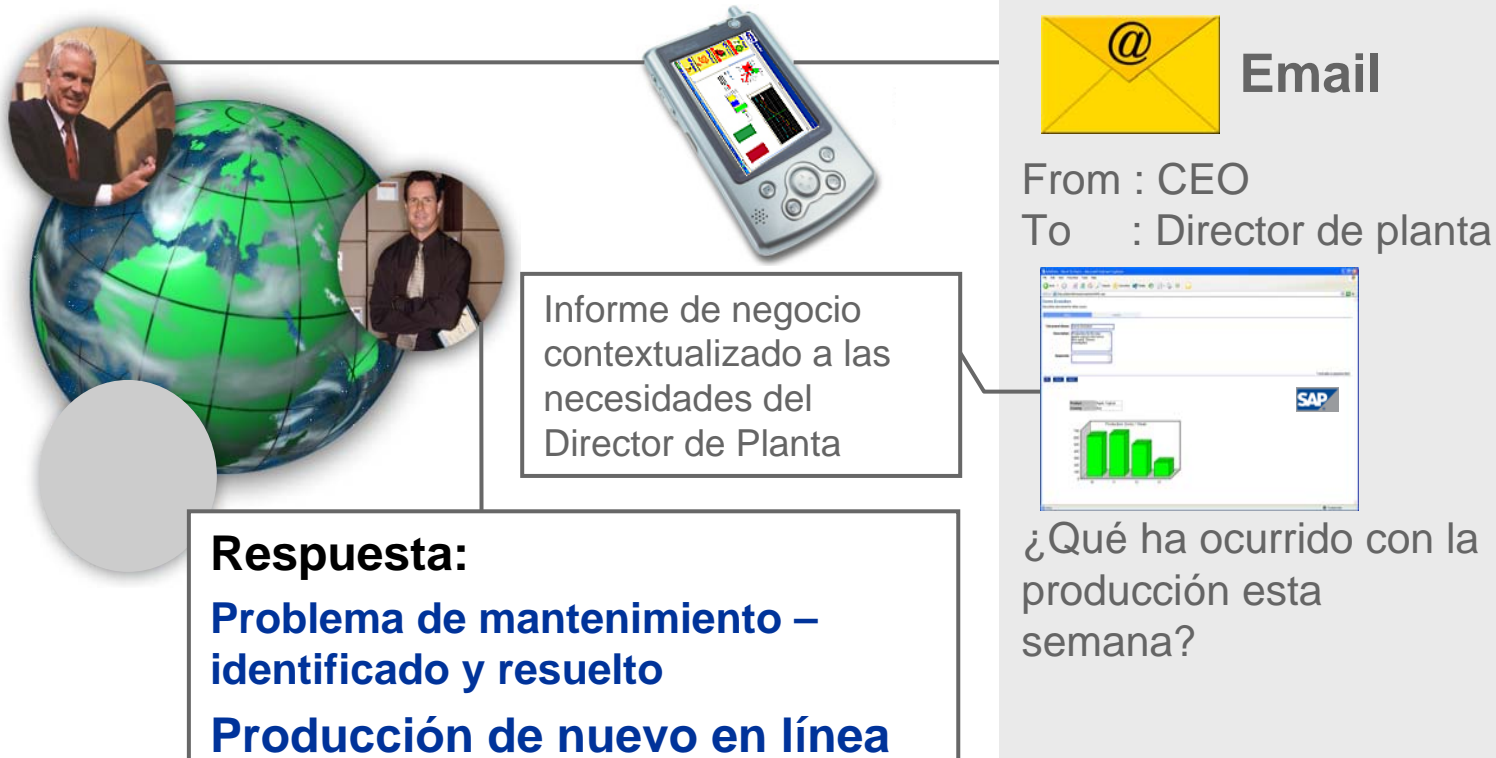 @
Email
From : CEO
To : Director de planta
Informe de negocio
contextualizado a las
necesidades del
Director de Planta
SAP
¿Qué ha ocurrido con la
producción esta
semana?
Respuesta:
Problema de mantenimiento –
identificado y resuelto
Producción de nuevo en línea